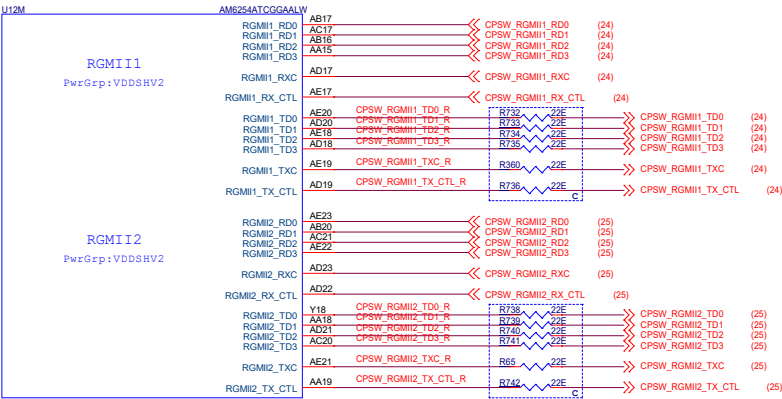 U12M AM6254ATCGGAALW
RGMII1_RD0 AB17 CPSW_RGMII1_RD0 (24)
RGMII1_RD1 AC17 CPSW_RGMII1_RD1 (24)
RGMII1_RD2 AB16 CPSW_RGMII1_RD2 (24)
RGMII1_RD3 AA15 CPSW_RGMII1_RD3 (24)
RGMII1
PwrGrp:VDDSHV2
RGMII1_RXC AD17 CPSW_RGMII1_RXC (24)
RGMII1_RX_CTL AE17 CPSW_RGMII1_RX_CTL (24)
RGMII1_TD0 AE20 CPSW_RGMII1_TD0_R R732 22E CPSW_RGMII1_TD0 (24)
RGMII1_TD1 AD20 CPSW_RGMII1_TD1_R R733 22E CPSW_RGMII1_TD1 (24)
RGMII1_TD2 AE18 CPSW_RGMII1_TD2_R R734 22E CPSW_RGMII1_TD2 (24)
RGMII1_TD3 AD18 CPSW_RGMII1_TD3_R R735 22E CPSW_RGMII1_TD3 (24)
RGMII1_TXC AE19 CPSW_RGMII1_TXC_R R360 22E CPSW_RGMII1_TXC (24)
RGMII1_TX_CTL AD19 CPSW_RGMII1_TX_CTL_R R736 22E CPSW_RGMII1_TX_CTL (24)
C
RGMII2_RD0 AE23 CPSW_RGMII2_RD0 (25)
RGMII2_RD1 AB20 CPSW_RGMII2_RD1 (25)
RGMII2_RD2 AC21 CPSW_RGMII2_RD2 (25)
RGMII2_RD3 AE22 CPSW_RGMII2_RD3 (25)
RGMII2
PwrGrp:VDDSHV2
RGMII2_RXC AD23 CPSW_RGMII2_RXC (25)
RGMII2_RX_CTL AD22 CPSW_RGMII2_RX_CTL (25)
RGMII2_TD0 Y18 CPSW_RGMII2_TD0_R R738 22E CPSW_RGMII2_TD0 (25)
RGMII2_TD1 AA18 CPSW_RGMII2_TD1_R R739 22E CPSW_RGMII2_TD1 (25)
RGMII2_TD2 AD21 CPSW_RGMII2_TD2_R R740 22E CPSW_RGMII2_TD2 (25)
RGMII2_TD3 AC20 CPSW_RGMII2_TD3_R R741 22E CPSW_RGMII2_TD3 (25)
RGMII2_TXC AE21 CPSW_RGMII2_TXC_R R65 22E CPSW_RGMII2_TXC (25)
RGMII2_TX_CTL AA19 CPSW_RGMII2_TX_CTL_R R742 22E CPSW_RGMII2_TX_CTL (25)
C